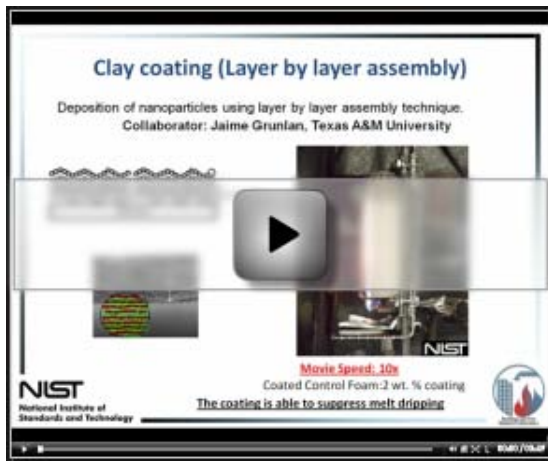 Clay coating (Layer by layer assembly)
Deposition of nanoparticles using layer by layer assembly technique.
Collaborator: Jaime Grunlan, Texas A&M University
NIST
Movie Speed: 10x
Coated Control Foam:2 wt. % coating
The coating is able to suppress melt dripping
NIST
National Institute of
Standards and Technology